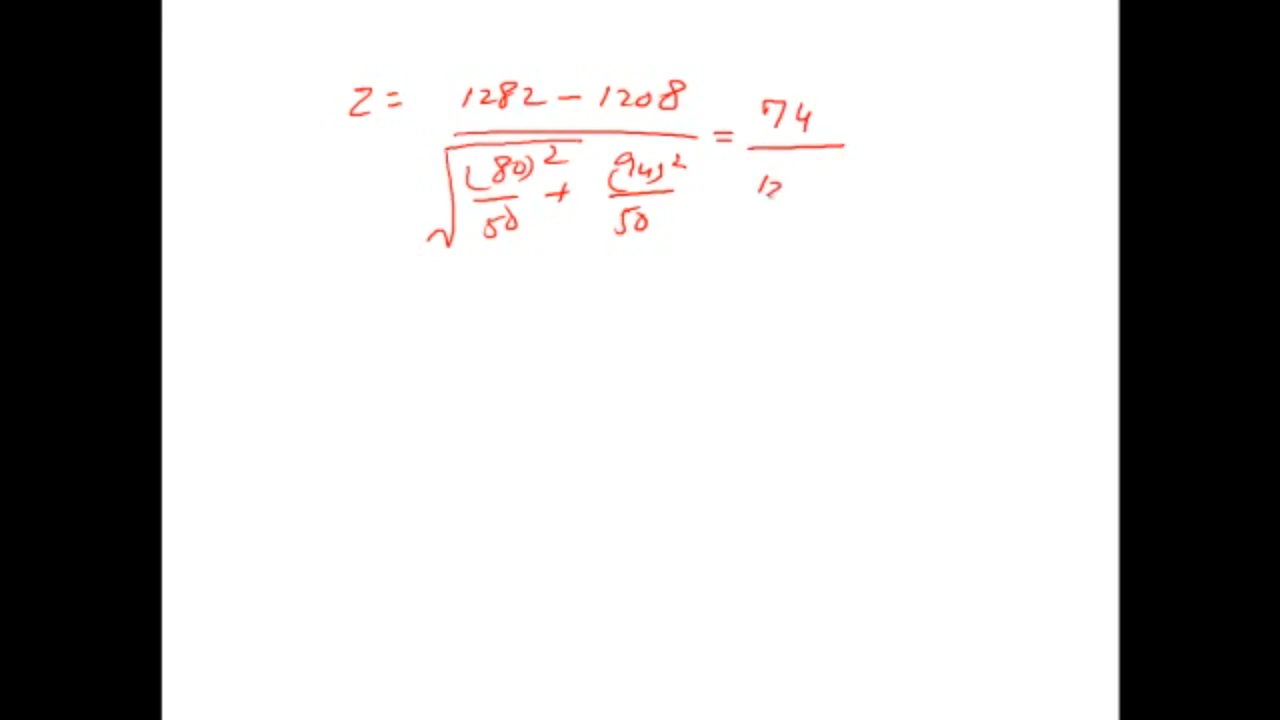 Z = (1282 - 1208) / √((80)²/50 + (94)²/50) = 74 / 12